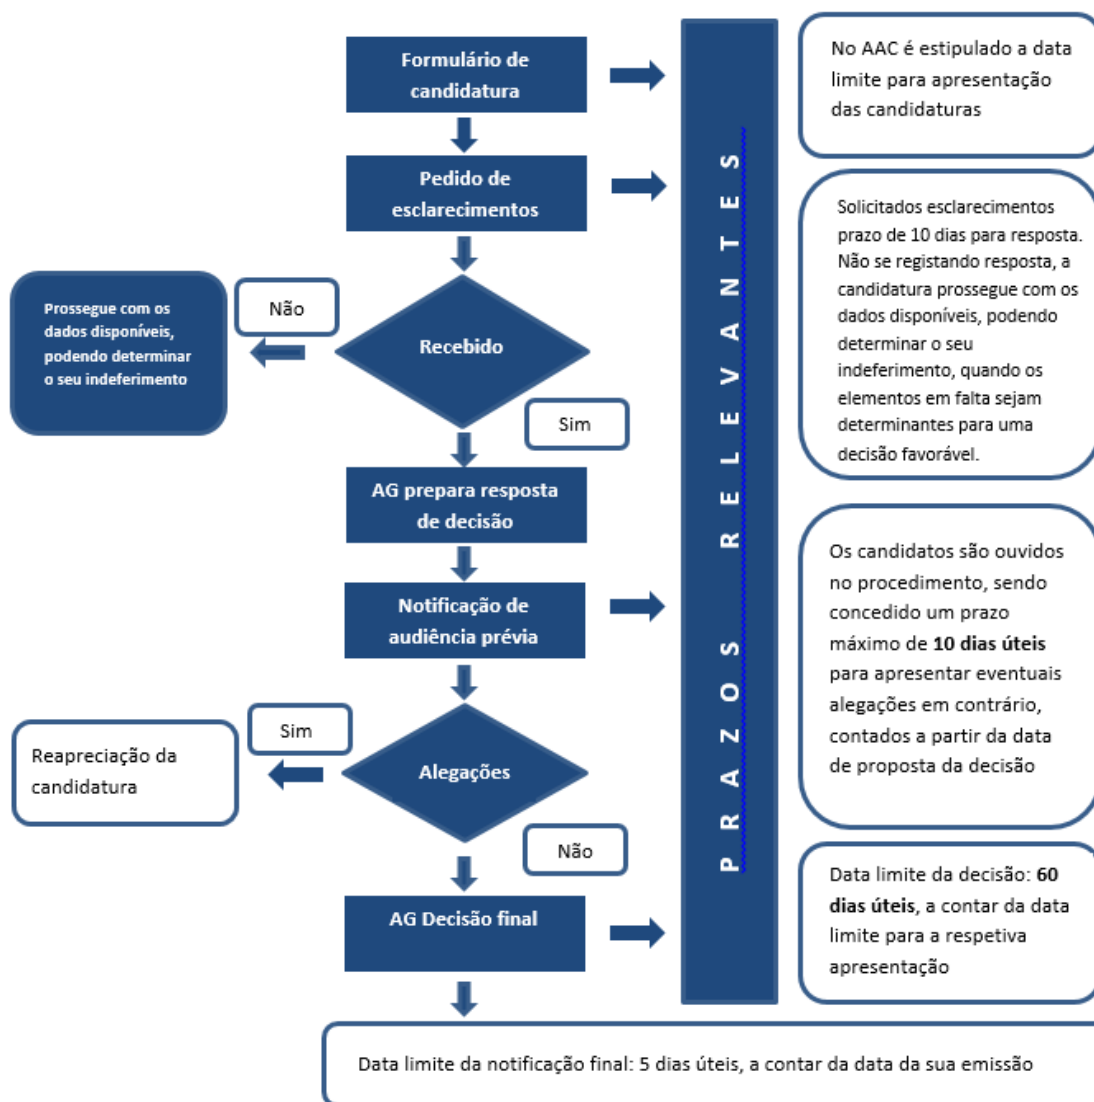 Formulário de
candidatura
No AAC é estipulado a data
limite para apresentação
das candidaturas
Pedido de
esclarecimentos
Solicitados esclarecimentos
prazo de 10 dias para resposta.
Não se registando resposta, a
candidatura prossegue com os
dados disponíveis, podendo
determinar o seu
indeferimento, quando os
elementos em falta sejam
determinantes para uma
decisão favorável.
Prossegue com os
dados disponíveis,
podendo determinar
o seu indeferimento
Não
Recebido
Sim
AG prepara resposta
de decisão
Notificação de
audiência prévia
Os candidatos são ouvidos
no procedimento, sendo
concedido um prazo
máximo de 10 dias úteis
para apresentar eventuais
alegações em contrário,
contados a partir da data
de proposta da decisão
Reapreciação da
candidatura
Sim
Alegações
Não
AG Decisão final
Data limite da decisão: 60
dias úteis, a contar da data
limite para a respetiva
apresentação
PRAZOS RELEVANTES
Data limite da notificação final: 5 dias úteis, a contar da data da sua emissão